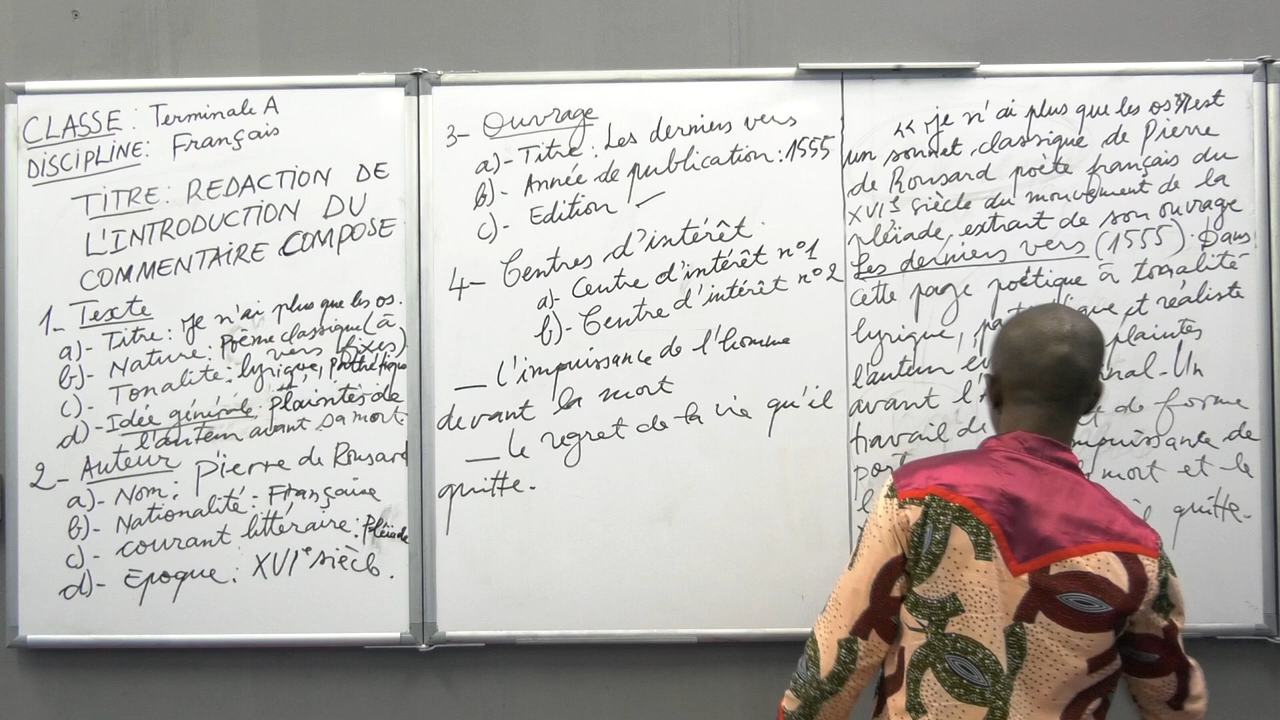 CLASSE : Terminale A
DISCIPLINE : Français
TITRE : REDACTION DE
L'INTRODUCTION DU
COMMENTAIRE COMPOSE
1- Texte
a)- Titre : je n'ai plus que les os.
b)- Nature : Poème classique (à
vers fixes)
c)- Tonalité : lyrique, Pathétique
d)- Idée générale : plaintes de
l'auteur avant sa mort
2- Auteur
a)- Nom : Pierre de Ronsard
b)- Nationalité : Française
c)- courant littéraire : Pléiade
d)- Epoque : XVIe siècle.
3- Ouvrage
a)- Titre : Les derniers vers
b)- Année de publication : 1555
c)- Edition –
4- Centres d'intérêt.
a)- Centre d'intérêt n°1
b)- Centre d'intérêt n°2
— L'impuissance de l'homme
devant la mort
— Le regret de la vie qu'il
quitte.
« je n'ai plus que les os » est
un sonnet classique de Pierre
de Ronsard poète français du
XVIe siècle du mouvement de la
pléiade, extrait de son ouvrage
Les derniers vers (1555). Dans
cette page poétique à tonalité
lyrique, et réaliste
l'auteur plaintes
avant Un
travail de forme
impuissance de
mort et le
quitte.